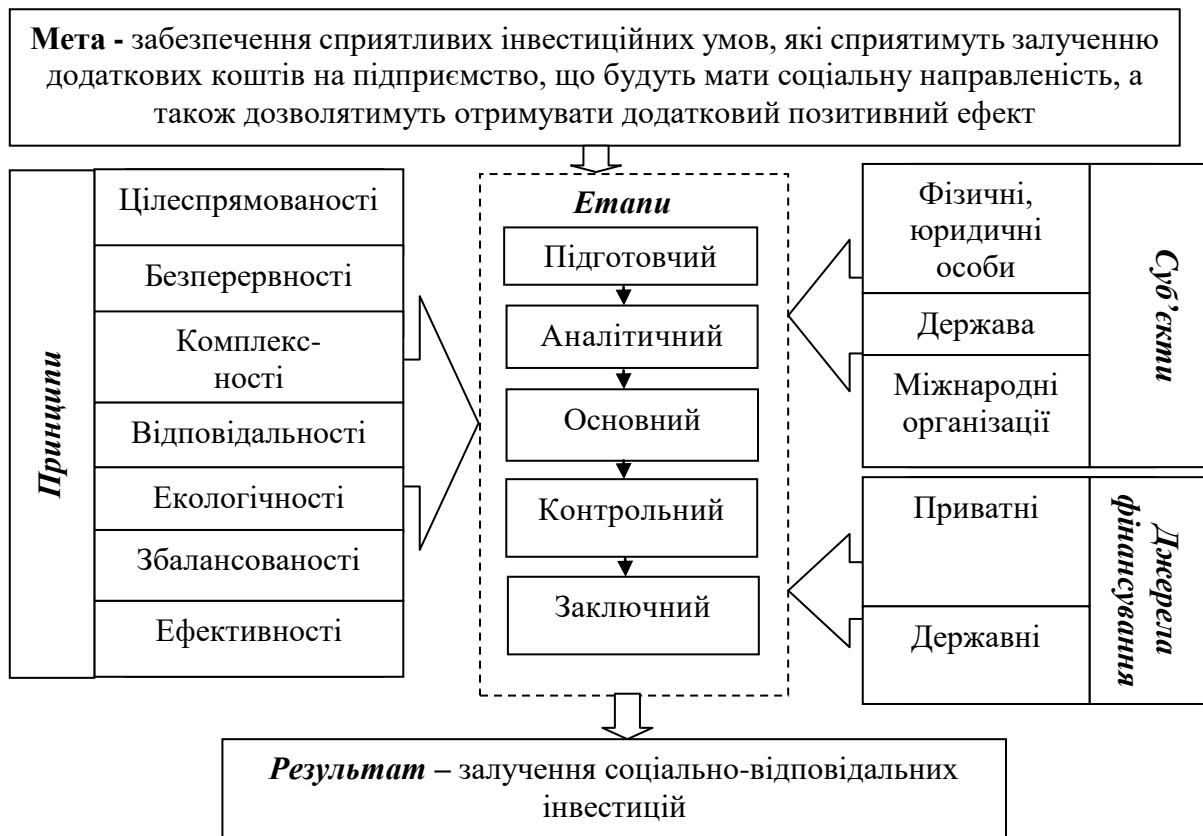 Мета - забезпечення сприятливих інвестиційних умов, які сприятимуть залученню
додаткових коштів на підприємство, що будуть мати соціальну направленість, а
також дозволятимуть отримувати додатковий позитивний ефект
Принципи
Цілеспрямованості
Безперервності
Комплекс-
ності
Відповідальності
Екологічності
Збалансованості
Ефективності
Етапи
Підготовчий
Аналітичний
Основний
Контрольний
Заключний
Фізичні,
юридичні
особи
Держава
Міжнародні
організації
Суб’єкти
Приватні
Державні
Джерела
фінансування
Результат – залучення соціально-відповідальних
інвестицій